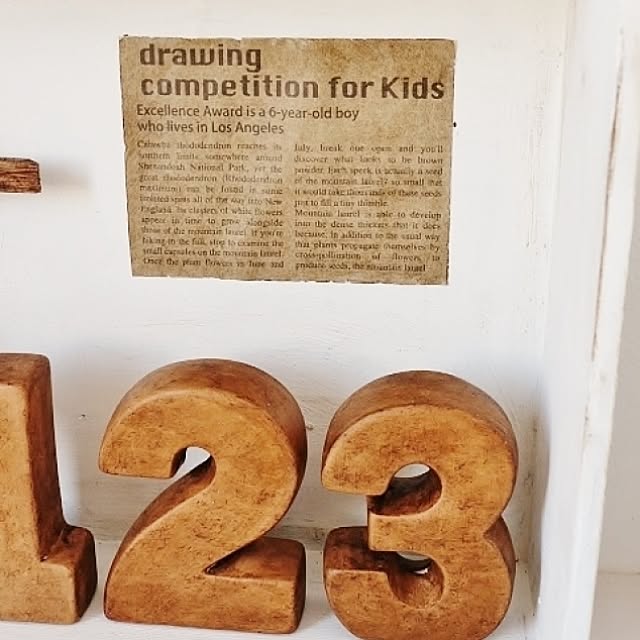 drawing
competition for Kids
Excellence Award is a 6-year-old boy
who lives in Los Angeles
Catawba rhododendron reaches its
northern limits somewhere around
Shenandoah National Park, yet the
great rhododendron (Rhododendron
maximum) can be found in some
isolated spots all of the way into New
England. Its clusters of white flowers
appear in time to grow alongside
those of the mountain laurel. If you're
hiking in the fall, stop to examine the
small capsules on the mountain laurel.
Once the plant flowers in June and
July, break one open and you'll
discover what looks to be brown
powder. Each speck is actually a seed
of the mountain laurel? so small that
it would take thousands of those seeds
just to fill a tiny thimble.
Mountain laurel is able to develop
into the dense thickets that it does
because, in addition to the usual way
that plants propagate themselves by
cross-pollination of flowers to
produce seeds, the mountain laurel
123